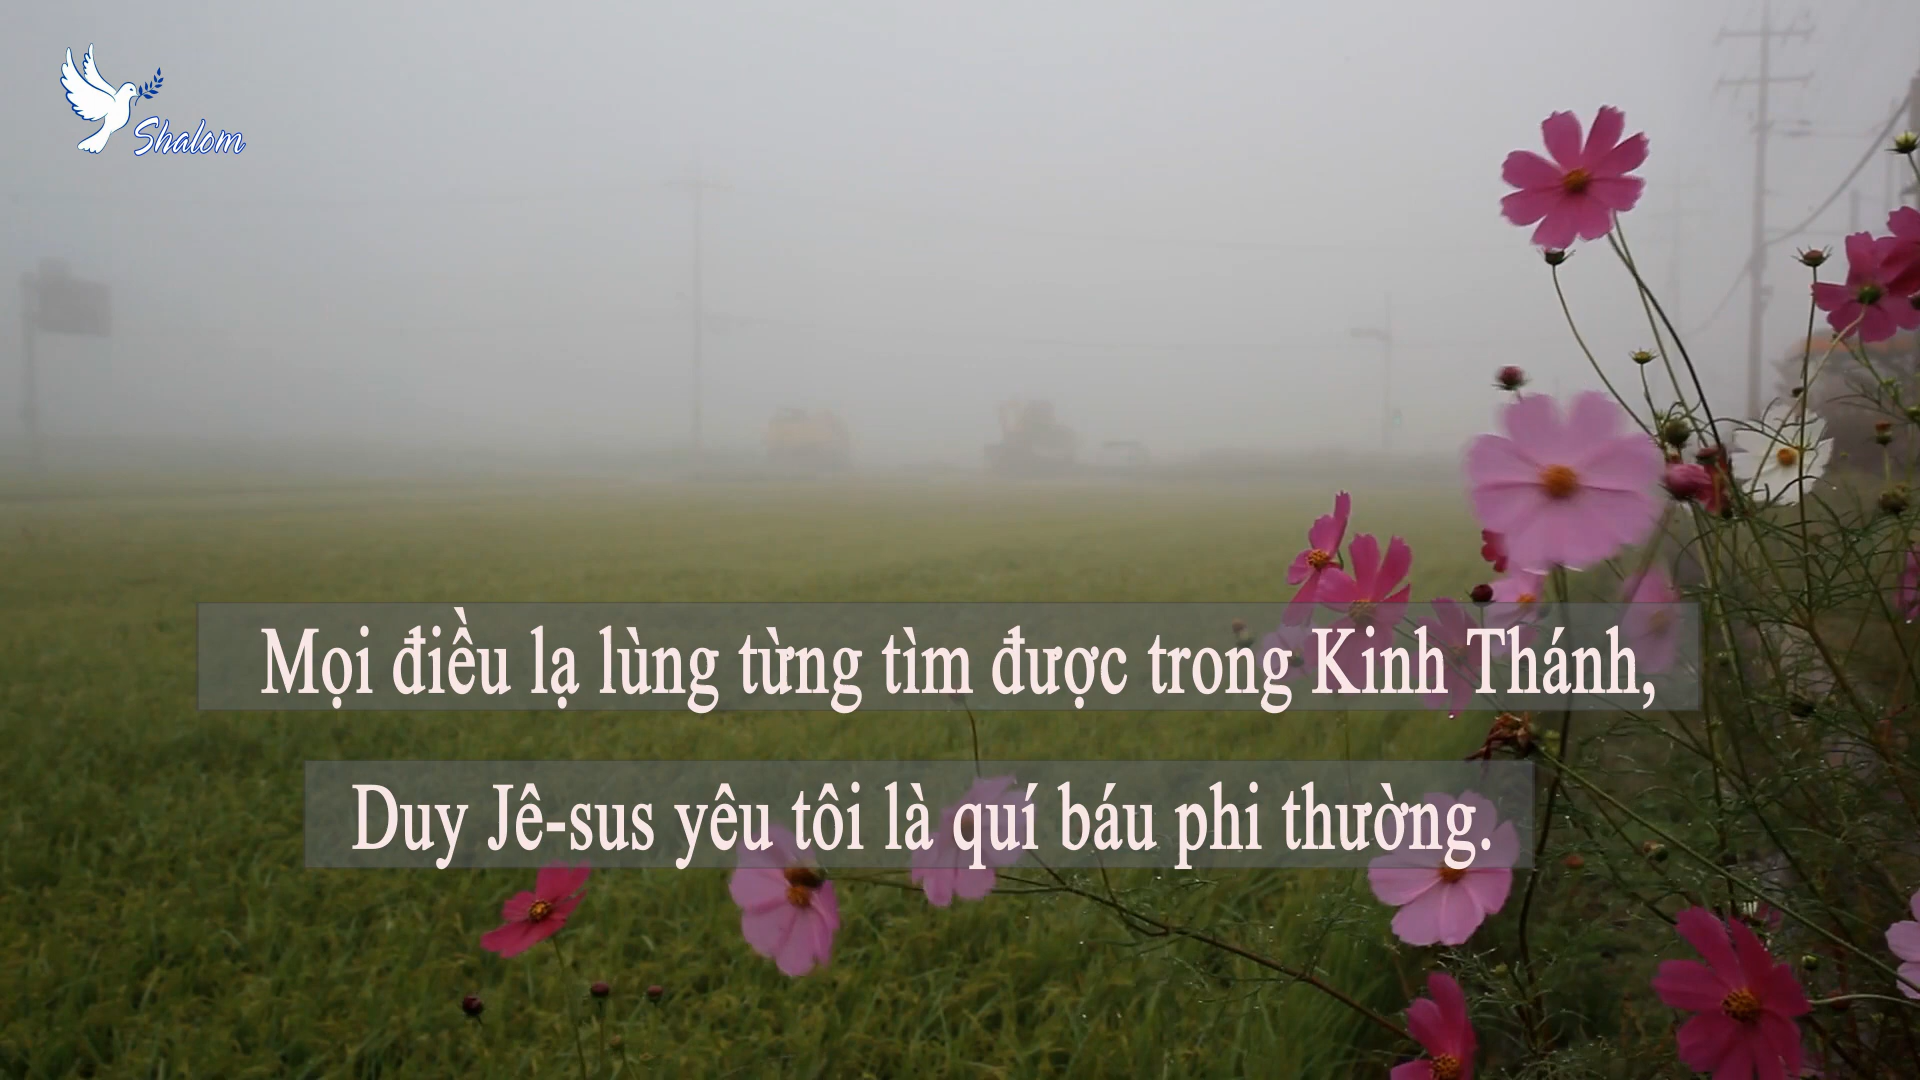 Shalom
Mọi điều lạ lùng từng tìm được trong Kinh Thánh,
Duy Jê-sus yêu tôi là quí báu phi thường.